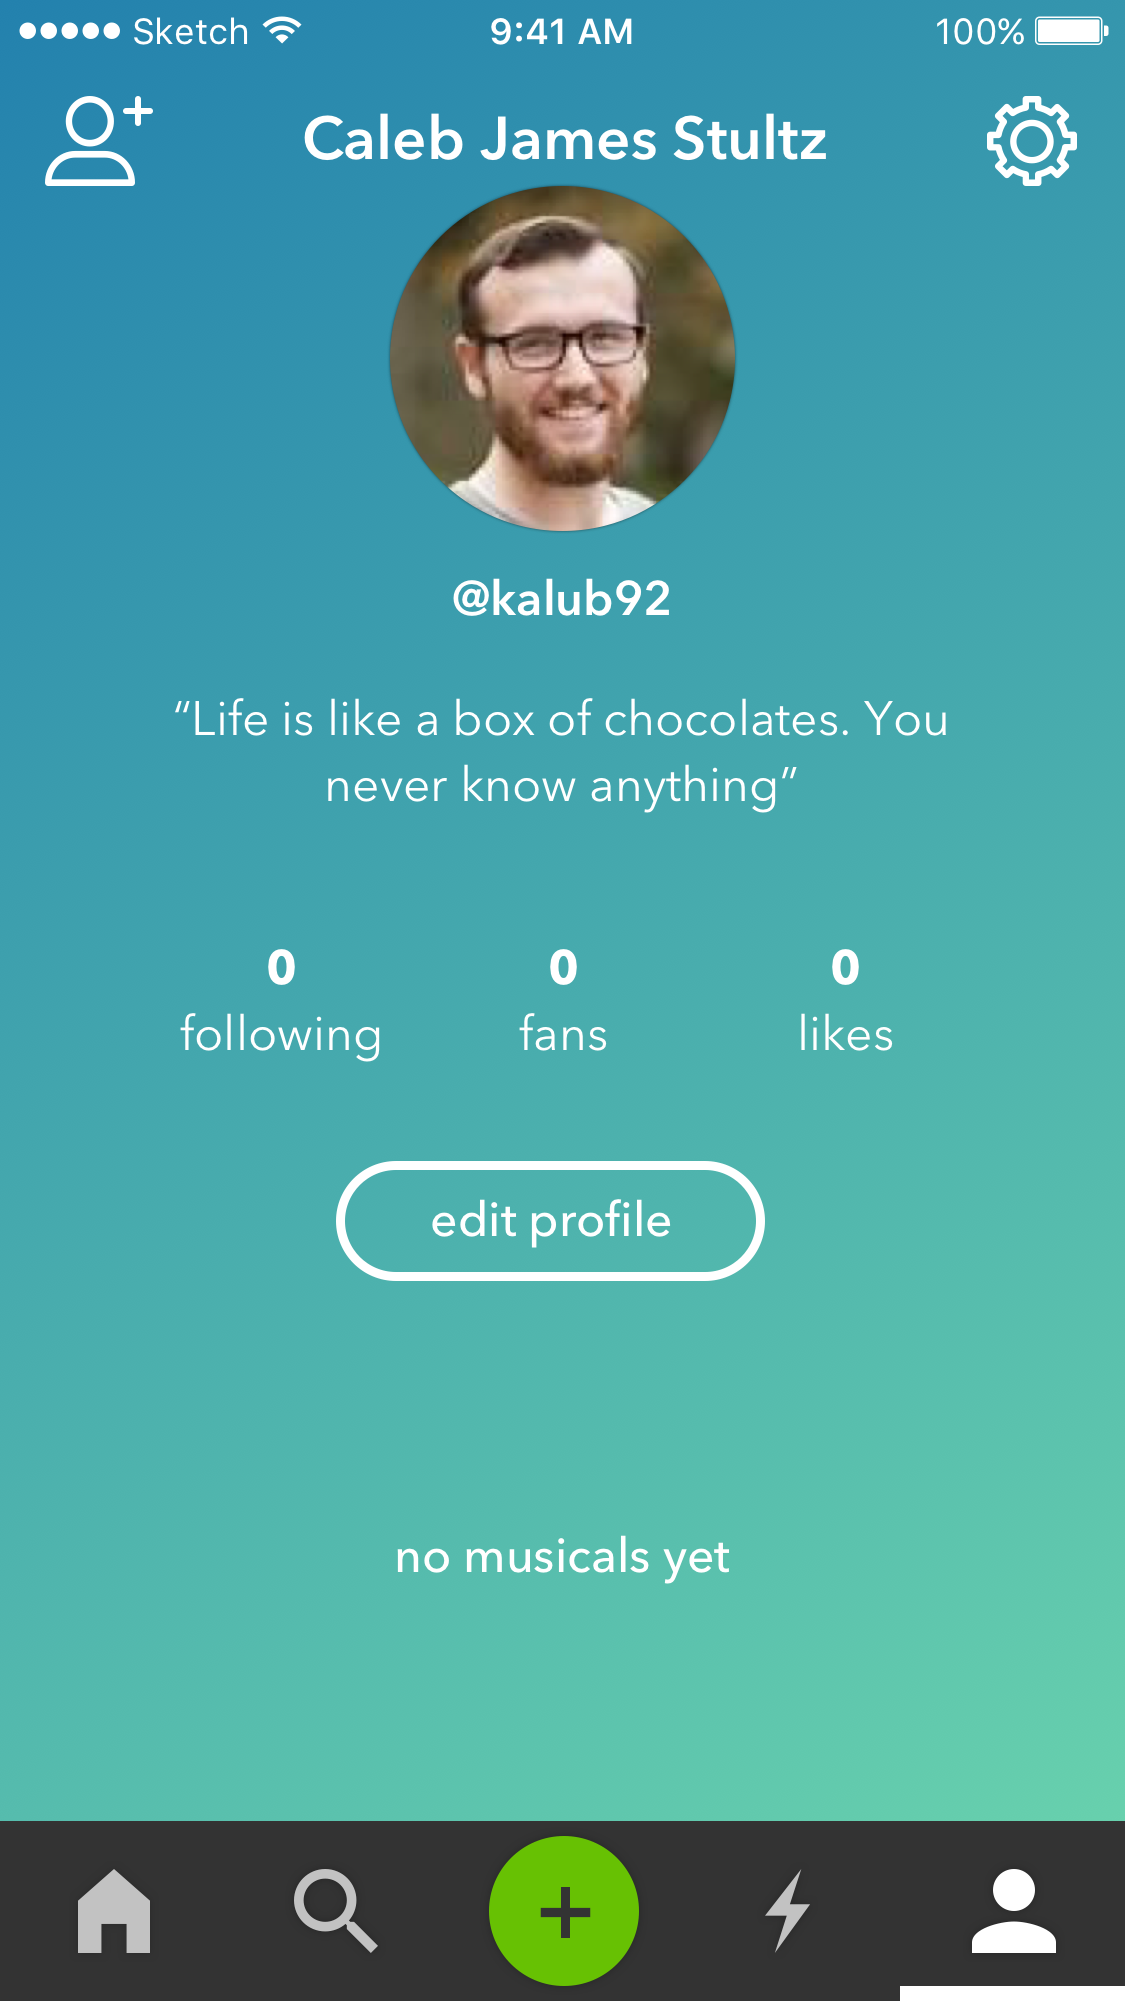 Sketch 9:41 AM 100%
Caleb James Stultz
@kalub92
“Life is like a box of chocolates. You
never know anything”
0 0 0
following fans likes
edit profile
no musicals yet